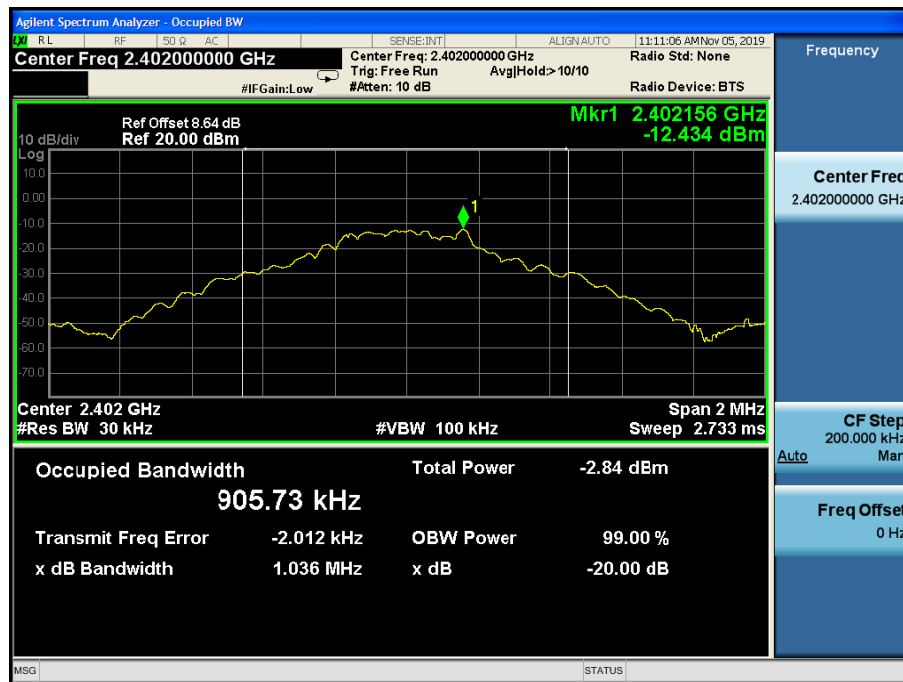 Agilent Spectrum Analyzer - Occupied BW
LXI RL RF 50 Ω AC SENSE:INT ALIGN AUTO 11:11:06 AM Nov 05, 2019
Center Freq 2.402000000 GHz
Center Freq: 2.402000000 GHz
Radio Std: None
Trig: Free Run Avg|Hold:>10/10
#IFGain:Low #Atten: 10 dB
Radio Device: BTS
Mkr1 2.402156 GHz
-12.434 dBm
Ref Offset 8.64 dB
10 dB/div Ref 20.00 dBm
Log
10.0
0.00
-10.0
-20.0
-30.0
-40.0
-50.0
-60.0
-70.0
1
Center 2.402 GHz Span 2 MHz
#Res BW 30 kHz #VBW 100 kHz Sweep 2.733 ms
Occupied Bandwidth Total Power -2.84 dBm
905.73 kHz
Transmit Freq Error -2.012 kHz OBW Power 99.00 %
x dB Bandwidth 1.036 MHz x dB -20.00 dB
MSG STATUS
Frequency
Center Freq
2.402000000 GHz
CF Step
200.000 kHz
Auto Man
Freq Offset
0 Hz